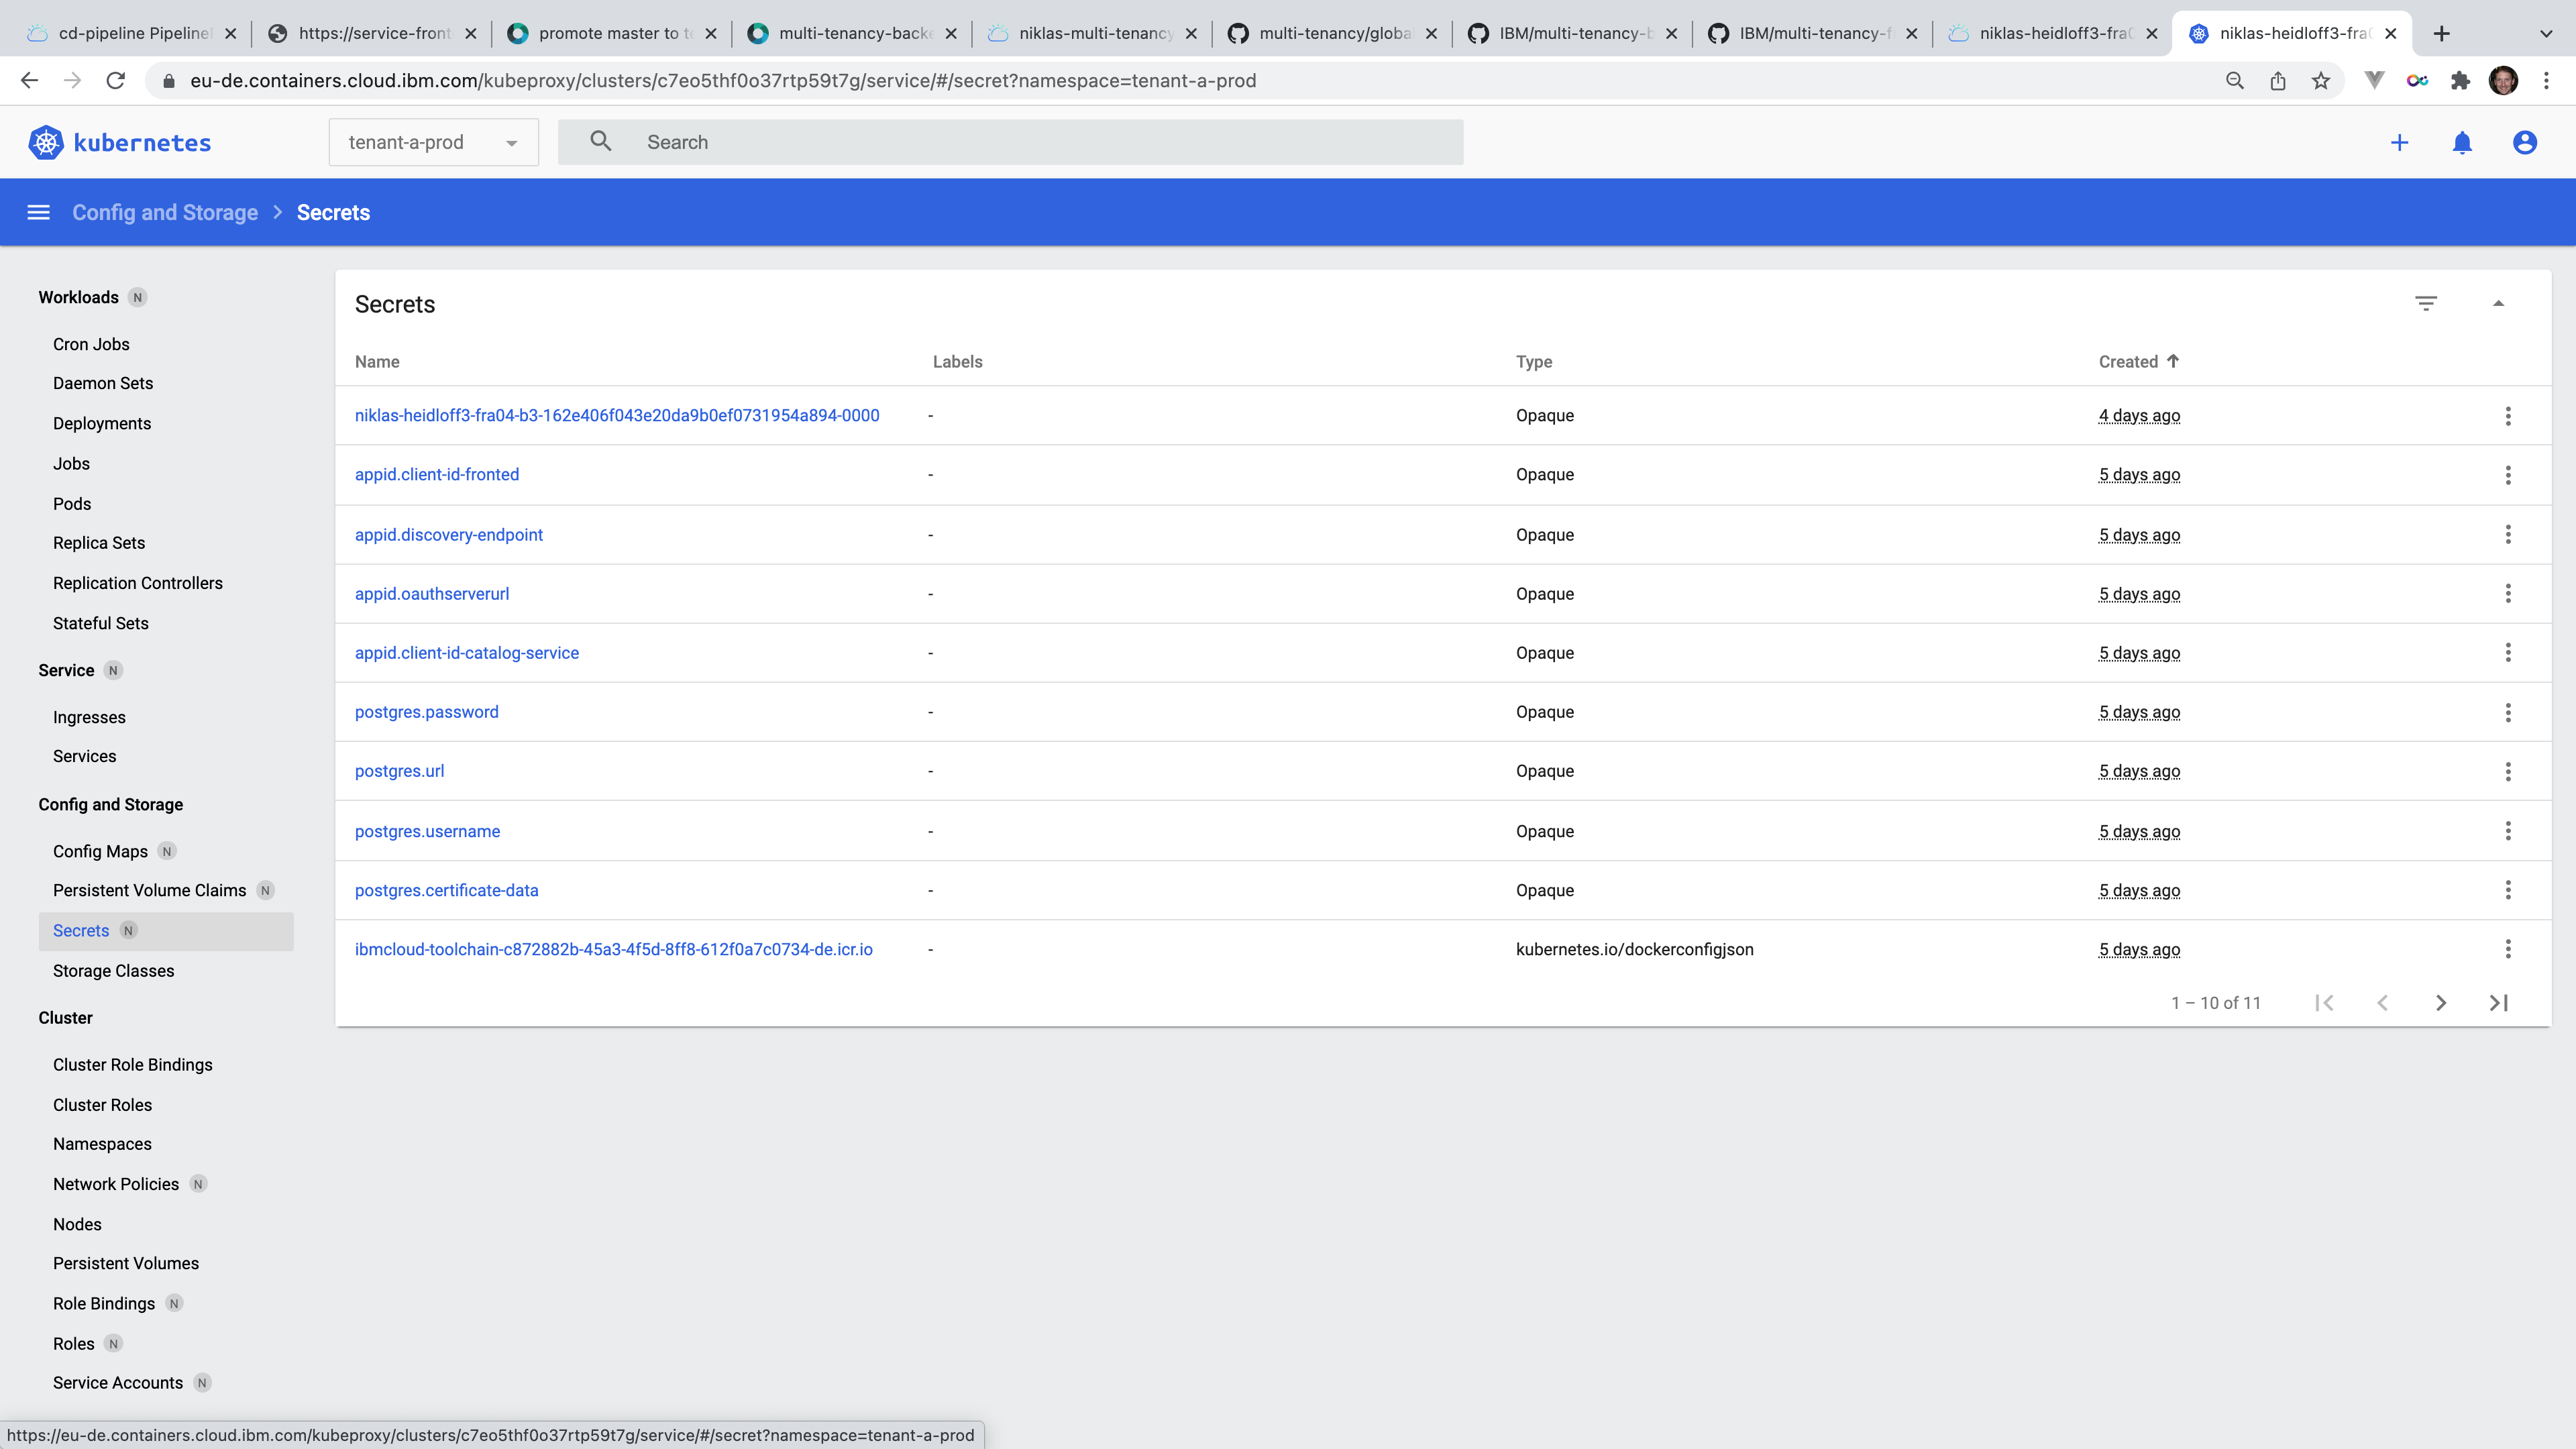 cd-pipeline Pipeline
https://service-front
promote master to te
multi-tenancy-backe
niklas-multi-tenancy
multi-tenancy/globa
IBM/multi-tenancy-b
IBM/multi-tenancy-f
niklas-heidloff3-fra0
niklas-heidloff3-fra0
eu-de.containers.cloud.ibm.com/kubeproxy/clusters/c7eo5thf0o37rtp59t7g/service/#/secret?namespace=tenant-a-prod
kubernetes
tenant-a-prod
Search
Config and Storage > Secrets
Workloads N
Cron Jobs
Daemon Sets
Deployments
Jobs
Pods
Replica Sets
Replication Controllers
Stateful Sets
Service N
Ingresses
Services
Config and Storage
Config Maps N
Persistent Volume Claims N
Secrets N
Storage Classes
Cluster
Cluster Role Bindings
Cluster Roles
Namespaces
Network Policies N
Nodes
Persistent Volumes
Role Bindings N
Roles N
Service Accounts N
Secrets
Name Labels Type Created
niklas-heidloff3-fra04-b3-162e406f043e20da9b0ef0731954a894-0000 - Opaque 4 days ago
appid.client-id-fronted - Opaque 5 days ago
appid.discovery-endpoint - Opaque 5 days ago
appid.oauthserverurl - Opaque 5 days ago
appid.client-id-catalog-service - Opaque 5 days ago
postgres.password - Opaque 5 days ago
postgres.url - Opaque 5 days ago
postgres.username - Opaque 5 days ago
postgres.certificate-data - Opaque 5 days ago
ibmcloud-toolchain-c872882b-45a3-4f5d-8ff8-612f0a7c0734-de.icr.io - kubernetes.io/dockerconfigjson 5 days ago
1 – 10 of 11
https://eu-de.containers.cloud.ibm.com/kubeproxy/clusters/c7eo5thf0o37rtp59t7g/service/#/secret?namespace=tenant-a-prod